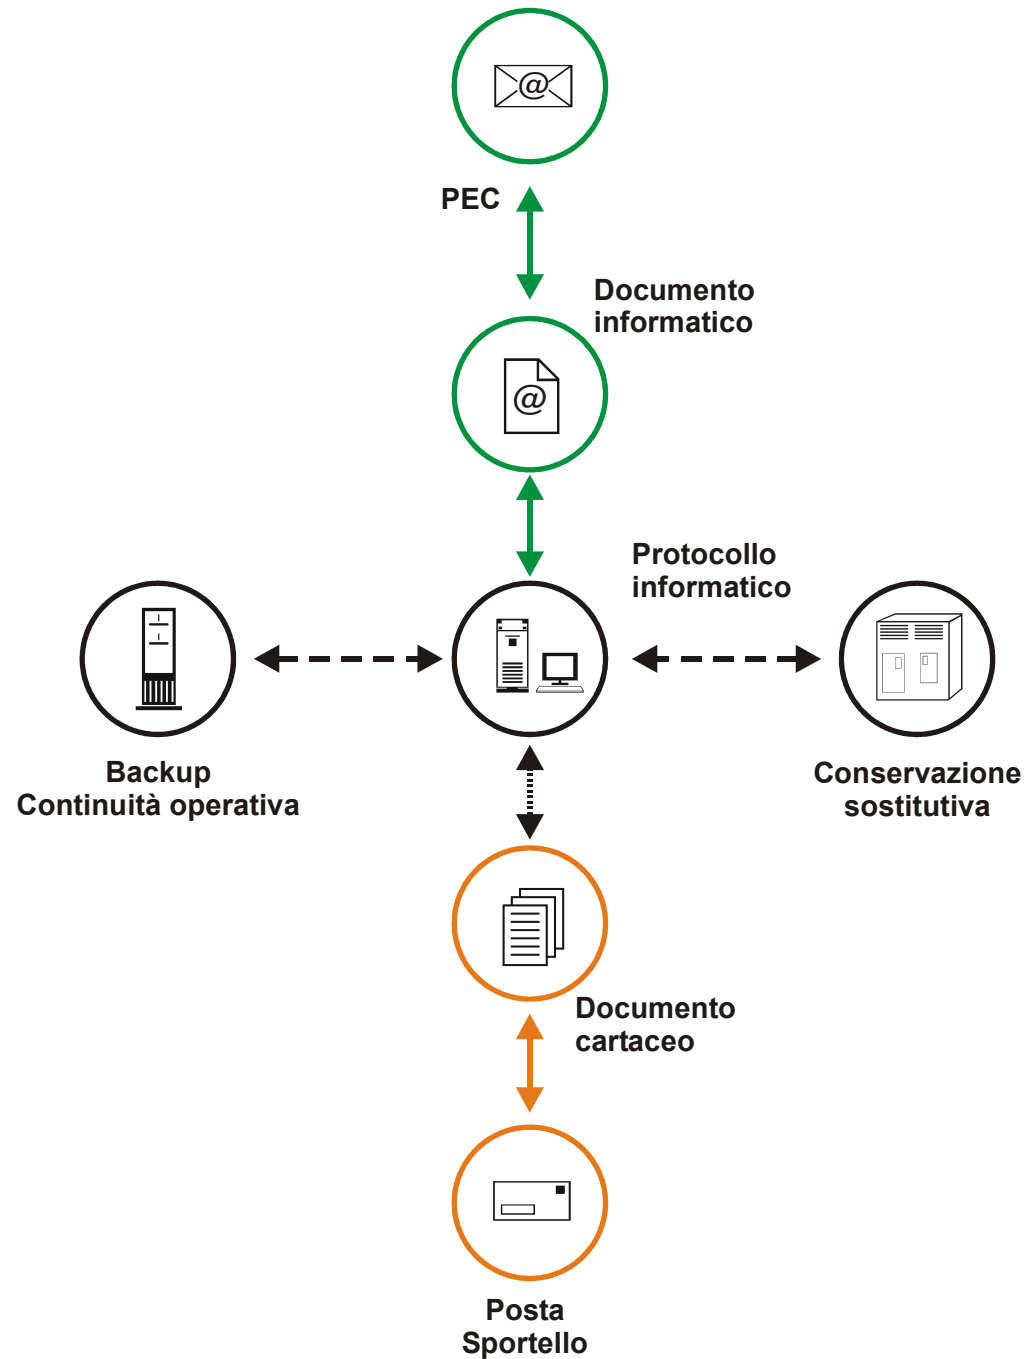 @
PEC
Documento
informatico
@
Protocollo
informatico
Backup
Continuità operativa
Conservazione
sostitutiva
Documento
cartaceo
Posta
Sportello